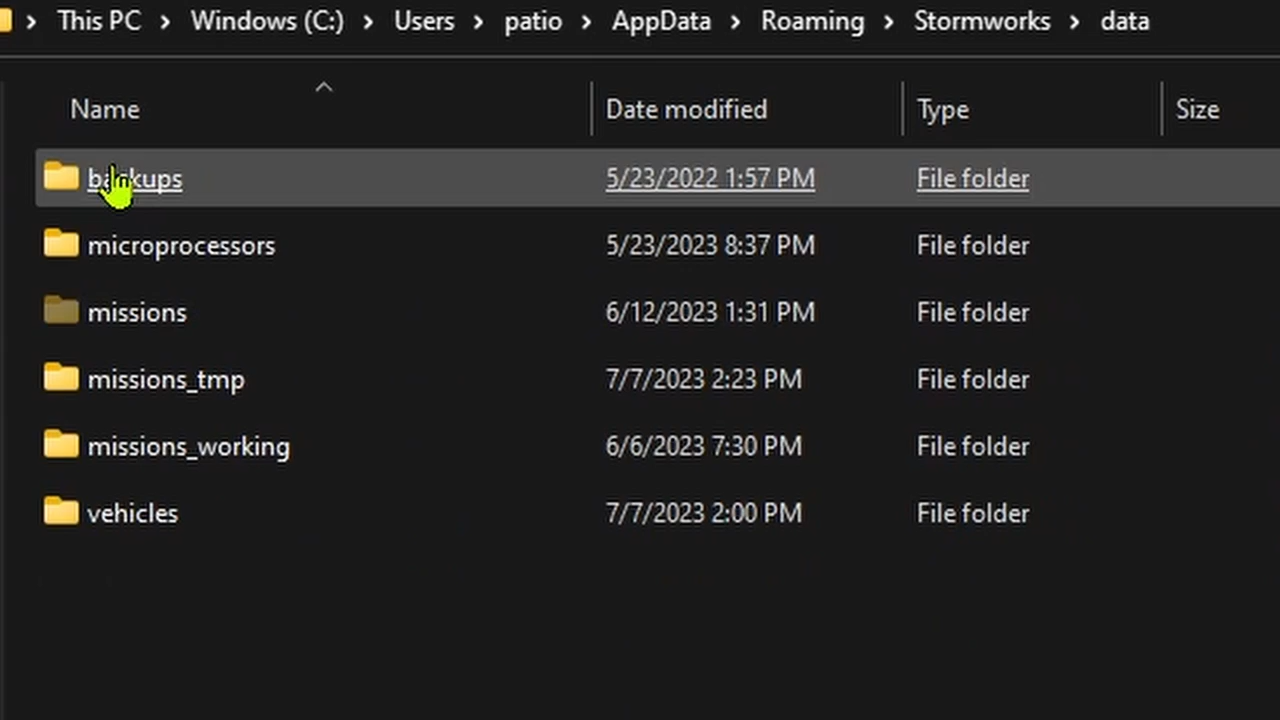 This PC > Windows (C:) > Users > patio > AppData > Roaming > Stormworks > data
Name Date modified Type Size
backups 5/23/2022 1:57 PM File folder
microprocessors 5/23/2023 8:37 PM File folder
missions 6/12/2023 1:31 PM File folder
missions_tmp 7/7/2023 2:23 PM File folder
missions_working 6/6/2023 7:30 PM File folder
vehicles 7/7/2023 2:00 PM File folder